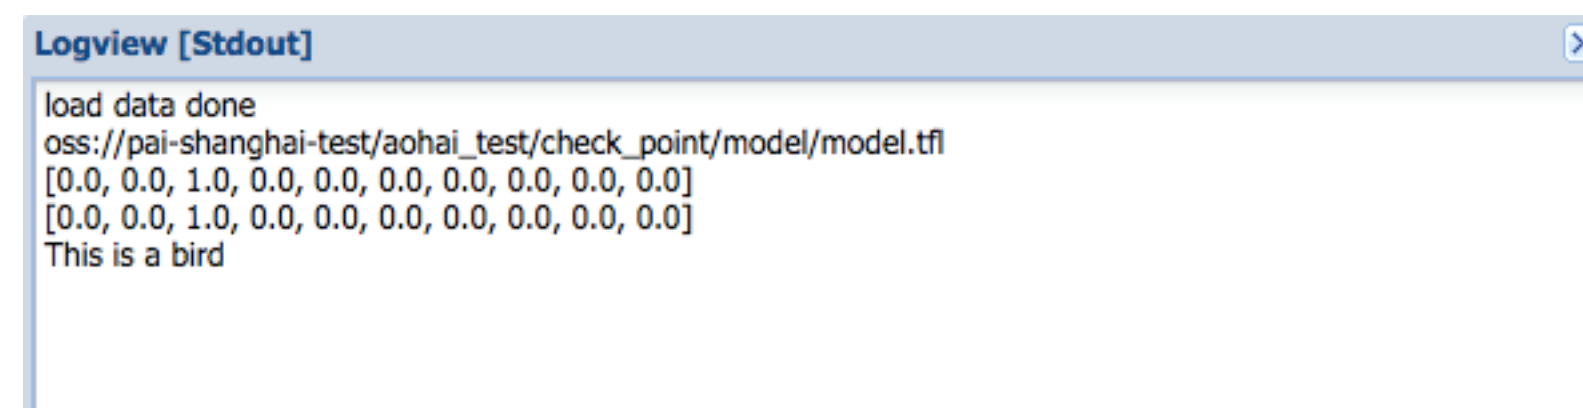 Logview [Stdout]
load data done
oss://pai-shanghai-test/aohai_test/check_point/model/model.tfl
[0.0, 0.0, 1.0, 0.0, 0.0, 0.0, 0.0, 0.0, 0.0, 0.0]
[0.0, 0.0, 1.0, 0.0, 0.0, 0.0, 0.0, 0.0, 0.0, 0.0]
This is a bird